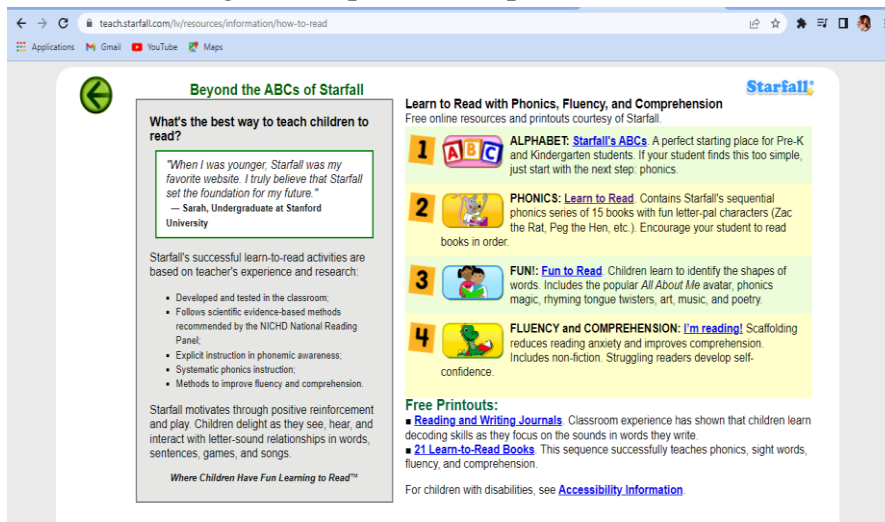 teach.starfall.com/lv/resources/information/how-to-read
Applications Gmail YouTube Maps
Beyond the ABCs of Starfall
What's the best way to teach children to
read?
"When I was younger, Starfall was my
favorite website. I truly believe that Starfall
set the foundation for my future."
— Sarah, Undergraduate at Stanford
University
Starfall's successful learn-to-read activities are
based on teacher's experience and research:
▪ Developed and tested in the classroom;
▪ Follows scientific evidence-based methods
recommended by the NICHD National Reading
Panel;
▪ Explicit instruction in phonemic awareness;
▪ Systematic phonics instruction;
▪ Methods to improve fluency and comprehension.
Starfall motivates through positive reinforcement
and play. Children delight as they see, hear, and
interact with letter-sound relationships in words,
sentences, games, and songs.
Where Children Have Fun Learning to Read™
Starfall
Learn to Read with Phonics, Fluency, and Comprehension
Free online resources and printouts courtesy of Starfall.
1 A B C
ALPHABET: Starfall's ABCs. A perfect starting place for Pre-K
and Kindergarten students. If your student finds this too simple,
just start with the next step: phonics.
2
PHONICS: Learn to Read. Contains Starfall's sequential
phonics series of 15 books with fun letter-pal characters (Zac
the Rat, Peg the Hen, etc.). Encourage your student to read
books in order.
3
FUN!: Fun to Read. Children learn to identify the shapes of
words. Includes the popular All About Me avatar, phonics
magic, rhyming tongue twisters, art, music, and poetry.
4
FLUENCY and COMPREHENSION: I'm reading! Scaffolding
reduces reading anxiety and improves comprehension.
Includes non-fiction. Struggling readers develop self-
confidence.
Free Printouts:
■ Reading and Writing Journals. Classroom experience has shown that children learn
decoding skills as they focus on the sounds in words they write.
■ 21 Learn-to-Read Books. This sequence successfully teaches phonics, sight words,
fluency, and comprehension.
For children with disabilities, see Accessibility Information.